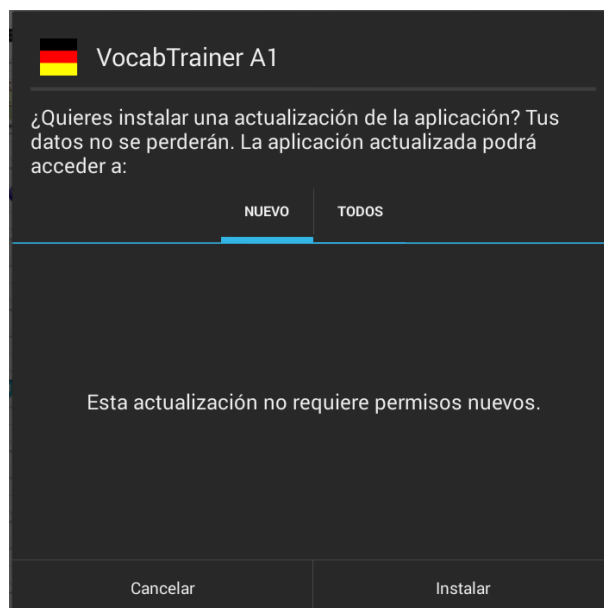 VocabTrainer A1
¿Quieres instalar una actualización de la aplicación? Tus
datos no se perderán. La aplicación actualizada podrá
acceder a:
NUEVO TODOS
Esta actualización no requiere permisos nuevos.
Cancelar Instalar